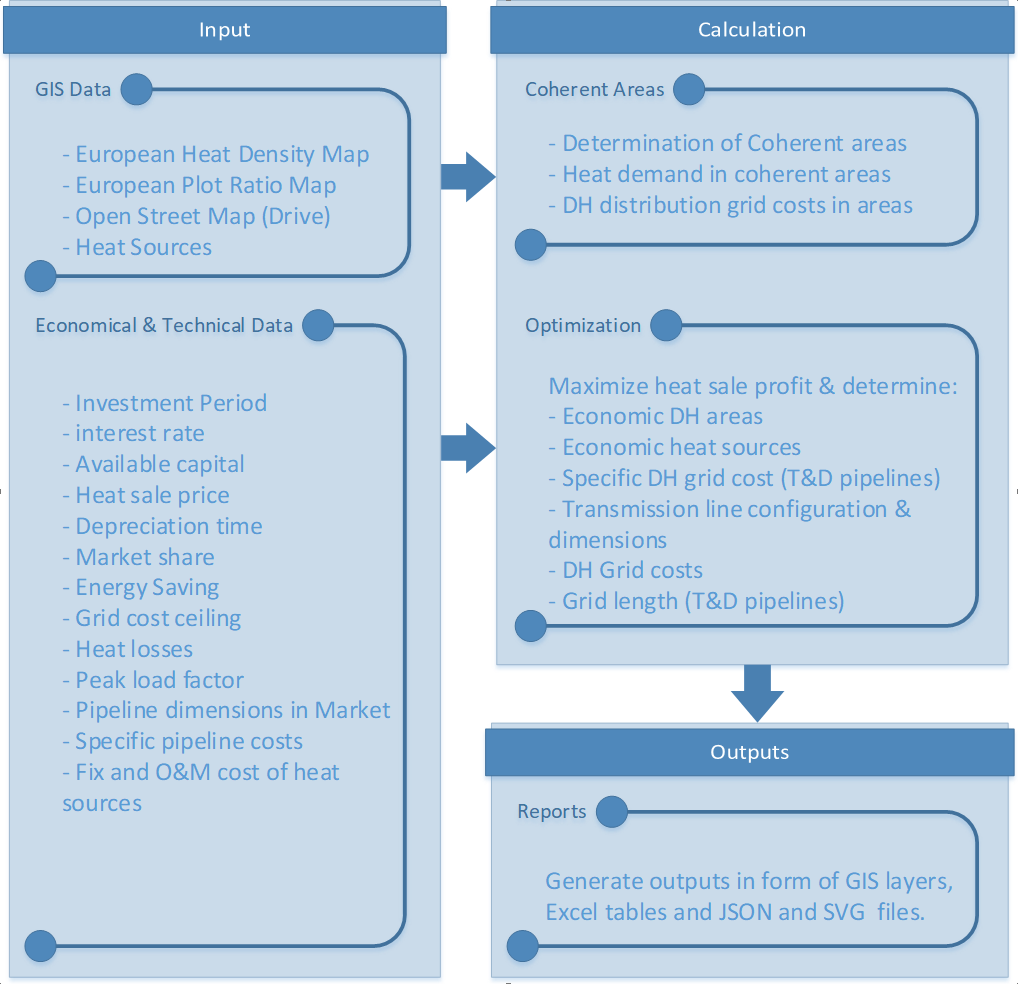 Input
GIS Data
- European Heat Density Map
- European Plot Ratio Map
- Open Street Map (Drive)
- Heat Sources
Economical & Technical Data
- Investment Period
- interest rate
- Available capital
- Heat sale price
- Depreciation time
- Market share
- Energy Saving
- Grid cost ceiling
- Heat losses
- Peak load factor
- Pipeline dimensions in Market
- Specific pipeline costs
- Fix and O&M cost of heat
sources
Calculation
Coherent Areas
- Determination of Coherent areas
- Heat demand in coherent areas
- DH distribution grid costs in areas
Optimization
Maximize heat sale profit & determine:
- Economic DH areas
- Economic heat sources
- Specific DH grid cost (T&D pipelines)
- Transmission line configuration &
dimensions
- DH Grid costs
- Grid length (T&D pipelines)
Outputs
Reports
Generate outputs in form of GIS layers,
Excel tables and JSON and SVG  files.